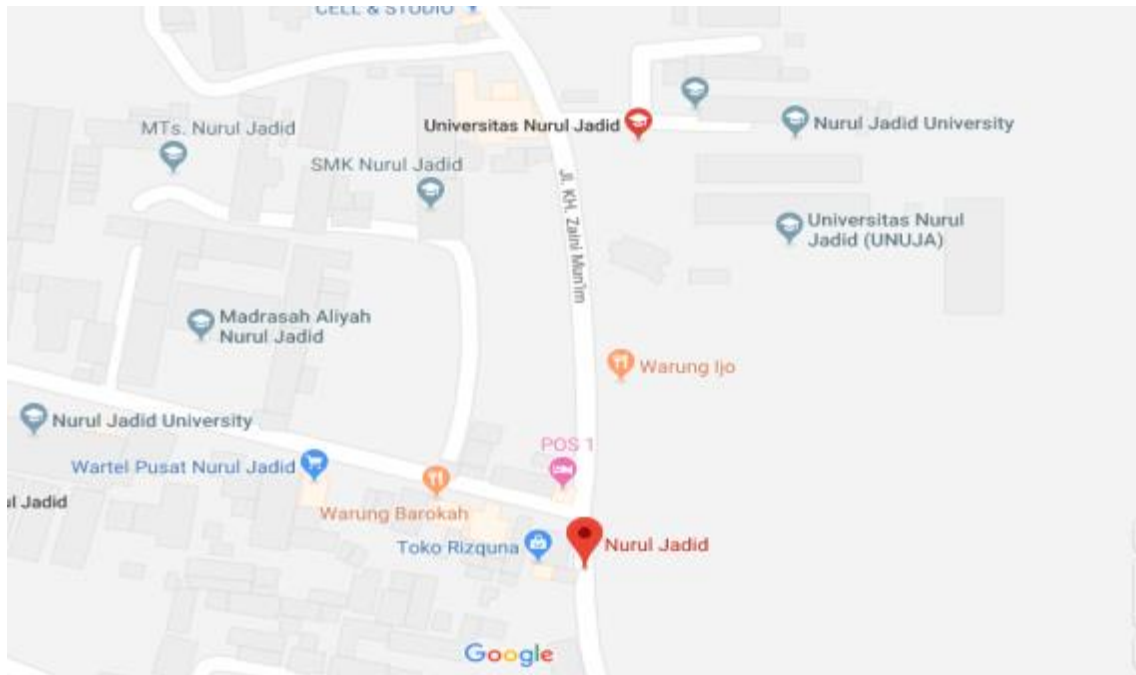 CELL & STUDIO
MTs. Nurul Jadid
Universitas Nurul Jadid
Nurul Jadid University
SMK Nurul Jadid
Jl. KH. Zaini Mun'im
Universitas Nurul
Jadid (UNUJA)
Madrasah Aliyah
Nurul Jadid
Warung Ijo
Nurul Jadid University
POS 1
Wartel Pusat Nurul Jadid
Jadid
Warung Barokah
Toko Rizquna
Nurul Jadid
Google